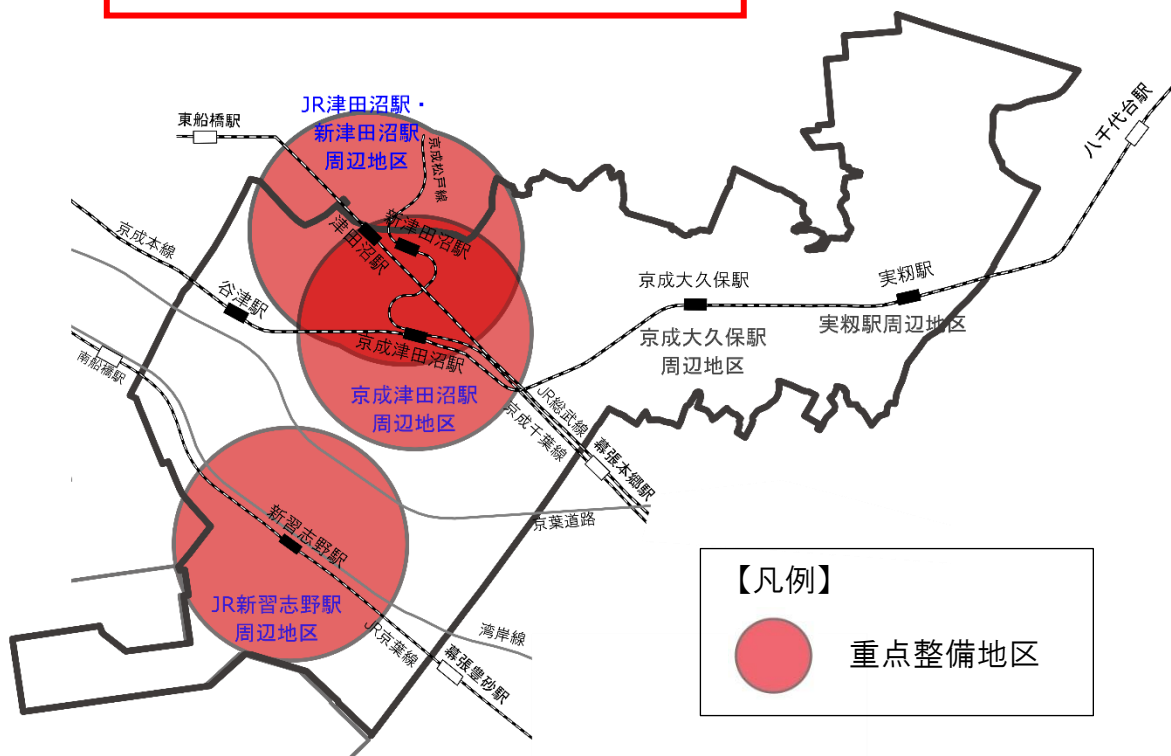 JR津田沼駅・
新津田沼駅
周辺地区
東船橋駅
京成松戸線
八千代台駅
新津田沼駅
津田沼駅
京成本線
谷津駅
京成大久保駅
実籾駅
京成大久保駅
周辺地区
実籾駅周辺地区
南船橋駅
京成津田沼駅
京成津田沼駅
周辺地区
JR総武線
京成千葉線
幕張本郷駅
京葉道路
新習志野駅
JR新習志野駅
周辺地区
JR京葉線
湾岸線
幕張豊砂駅
【凡例】
重点整備地区